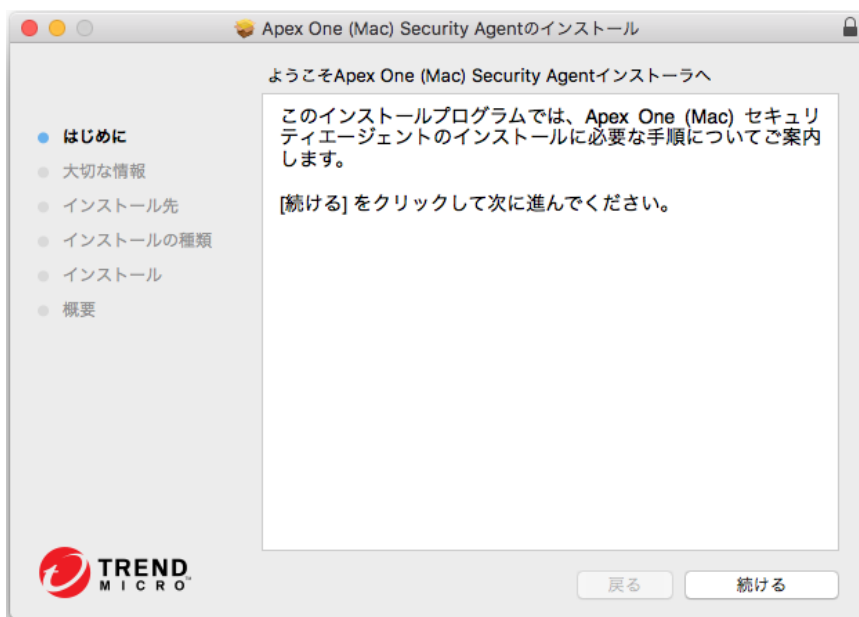 Apex One (Mac) Security Agentのインストール
ようこそApex One (Mac) Security Agentインストーラへ
はじめに
大切な情報
インストール先
インストールの種類
インストール
概要
このインストールプログラムでは、Apex One (Mac) セキュリ
ティエージェントのインストールに必要な手順についてご案内
します。
[続ける] をクリックして次に進んでください。
TREND
MICRO™
戻る
続ける